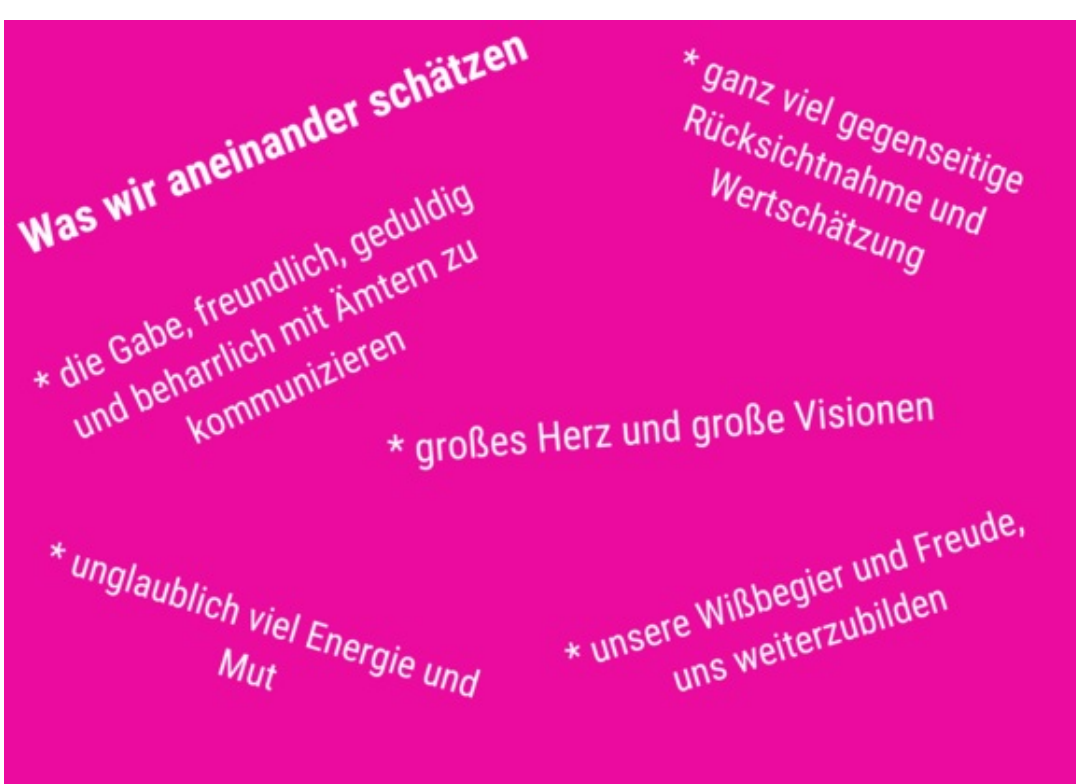 Was wir aneinander schätzen
* ganz viel gegenseitige
Rücksichtnahme und
Wertschätzung
* die Gabe, freundlich, geduldig
und beharrlich mit Ämtern zu
kommunizieren
* großes Herz und große Visionen
* unglaublich viel Energie und
Mut
* unsere Wißbegier und Freude,
uns weiterzubilden